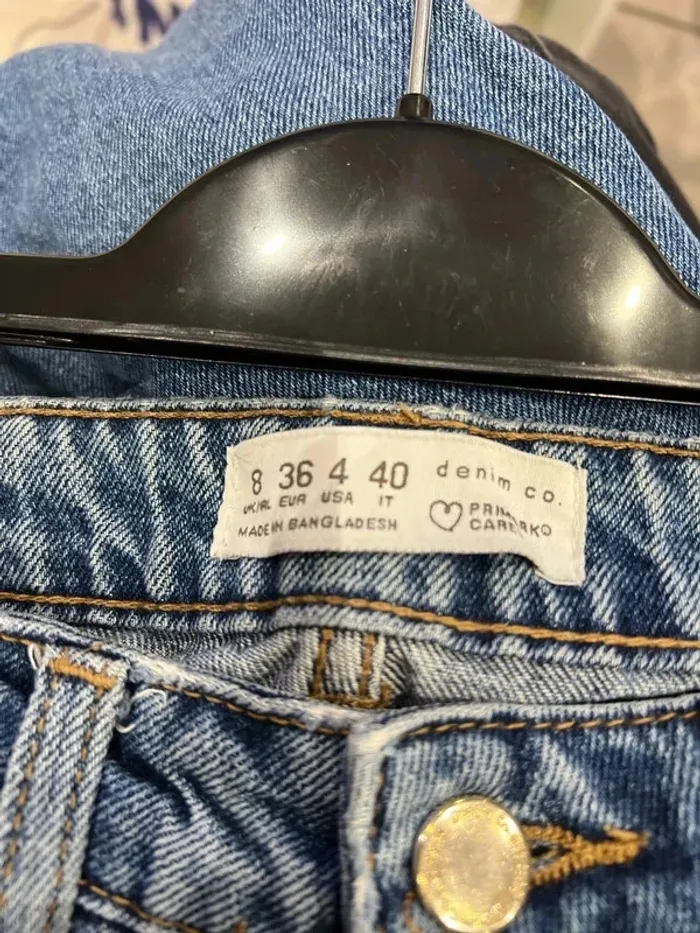 8 36 4 40 denim co.
UK/IRL EUR USA IT
MADE IN BANGLADESH